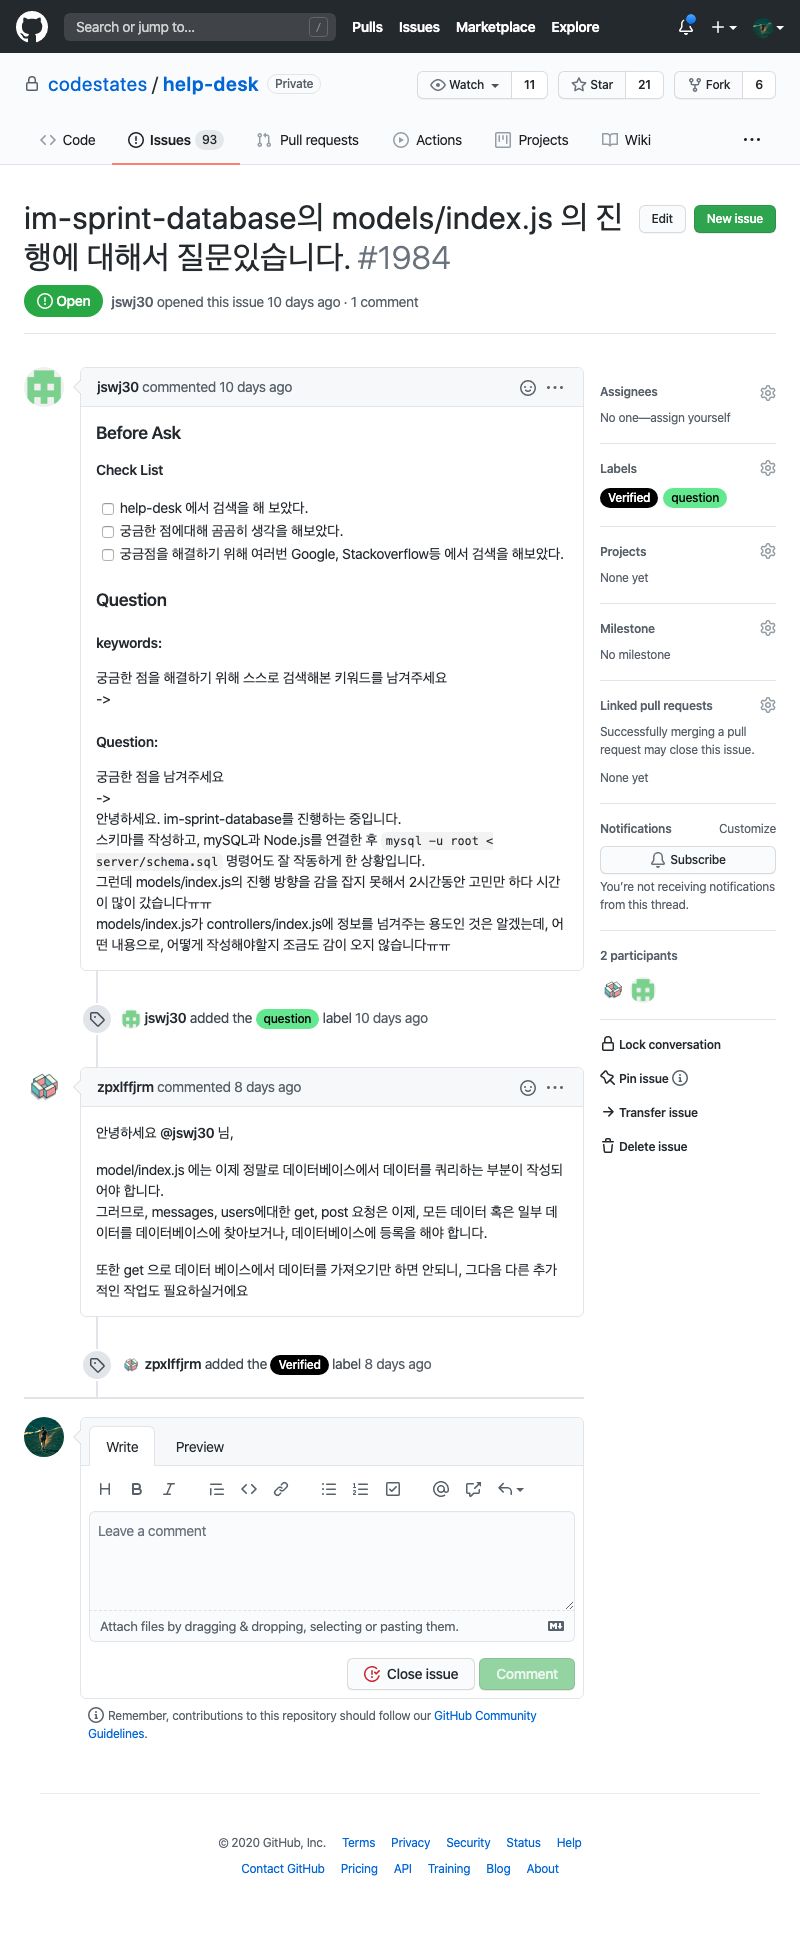 Search or jump to... /
Pulls Issues Marketplace Explore
codestates / help-desk Private
Watch 11 Star 21 Fork 6
Code Issues 93 Pull requests Actions Projects Wiki ...
im-sprint-database의 models/index.js 의 진
행에 대해서 질문있습니다. #1984
Edit New issue
Open jswj30 opened this issue 10 days ago · 1 comment
jswj30 commented 10 days ago
Before Ask
Check List
help-desk 에서 검색을 해 보았다.
궁금한 점에대해 곰곰히 생각을 해보았다.
궁금점을 해결하기 위해 여러번 Google, Stackoverflow등 에서 검색을 해보았다.
Question
keywords:
궁금한 점을 해결하기 위해 스스로 검색해본 키워드를 남겨주세요
->
Question:
궁금한 점을 남겨주세요
->
안녕하세요. im-sprint-database를 진행하는 중입니다.
스키마를 작성하고, mySQL과 Node.js를 연결한 후 mysql -u root <
server/schema.sql 명령어도 잘 작동하게 한 상황입니다.
그런데 models/index.js의 진행 방향을 감을 잡지 못해서 2시간동안 고민만 하다 시간
이 많이 갔습니다ㅠㅠ
models/index.js가 controllers/index.js에 정보를 넘겨주는 용도인 것은 알겠는데, 어
떤 내용으로, 어떻게 작성해야할지 조금도 감이 오지 않습니다ㅠㅠ
jswj30 added the question label 10 days ago
zpxlffjrm commented 8 days ago
안녕하세요 @jswj30 님,
model/index.js 에는 이제 정말로 데이터베이스에서 데이터를 쿼리하는 부분이 작성되
어야 합니다.
그러므로, messages, users에대한 get, post 요청은 이제, 모든 데이터 혹은 일부 데
이터를 데이터베이스에 찾아보거나, 데이터베이스에 등록을 해야 합니다.
또한 get 으로 데이터 베이스에서 데이터를 가져오기만 하면 안되니, 그다음 다른 추가
적인 작업도 필요하실거에요
zpxlffjrm added the Verified label 8 days ago
Write Preview
Leave a comment
Attach files by dragging & dropping, selecting or pasting them.
Close issue Comment
Remember, contributions to this repository should follow our GitHub Community
Guidelines.
Assignees
No one—assign yourself
Labels
Verified question
Projects
None yet
Milestone
No milestone
Linked pull requests
Successfully merging a pull
request may close this issue.
None yet
Notifications Customize
Subscribe
You're not receiving notifications
from this thread.
2 participants
Lock conversation
Pin issue
Transfer issue
Delete issue
© 2020 GitHub, Inc. Terms Privacy Security Status Help
Contact GitHub Pricing API Training Blog About